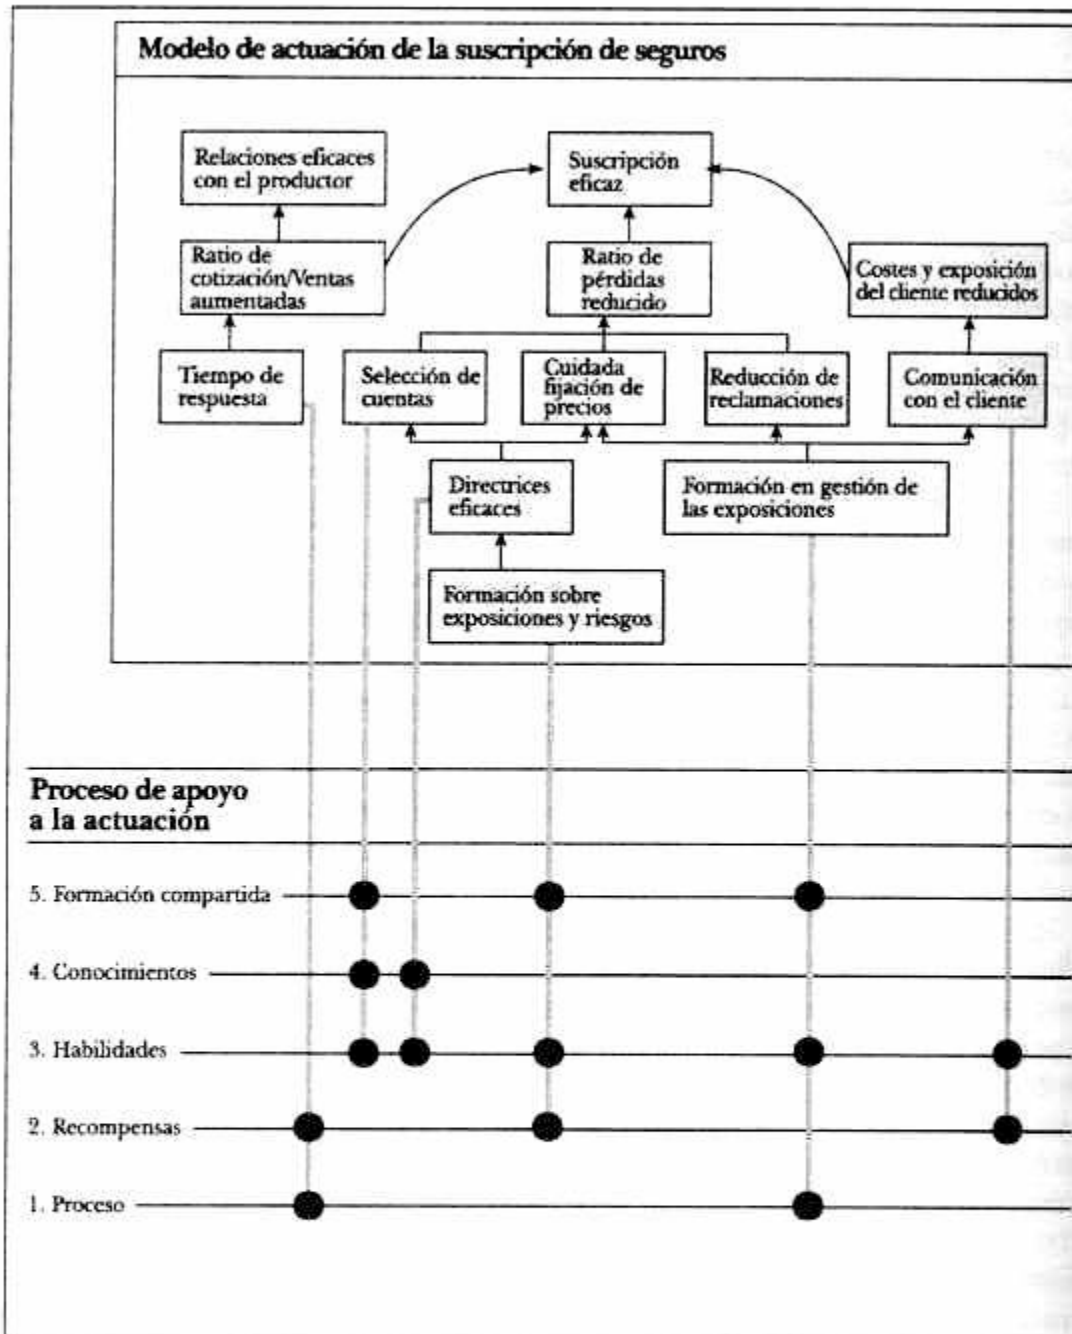 Modelo de actuación de la suscripción de seguros
Relaciones eficaces
con el productor
Suscripción
eficaz
Ratio de
cotización/Ventas
aumentadas
Ratio de
pérdidas
reducido
Costes y exposición
del cliente reducidos
Tiempo de
respuesta
Selección de
cuentas
Cuidada
fijación de
precios
Reducción de
reclamaciones
Comunicación
con el cliente
Directrices
eficaces
Formación en gestión de
las exposiciones
Formación sobre
exposiciones y riesgos
Proceso de apoyo
a la actuación
5. Formación compartida
4. Conocimientos
3. Habilidades
2. Recompensas
1. Proceso